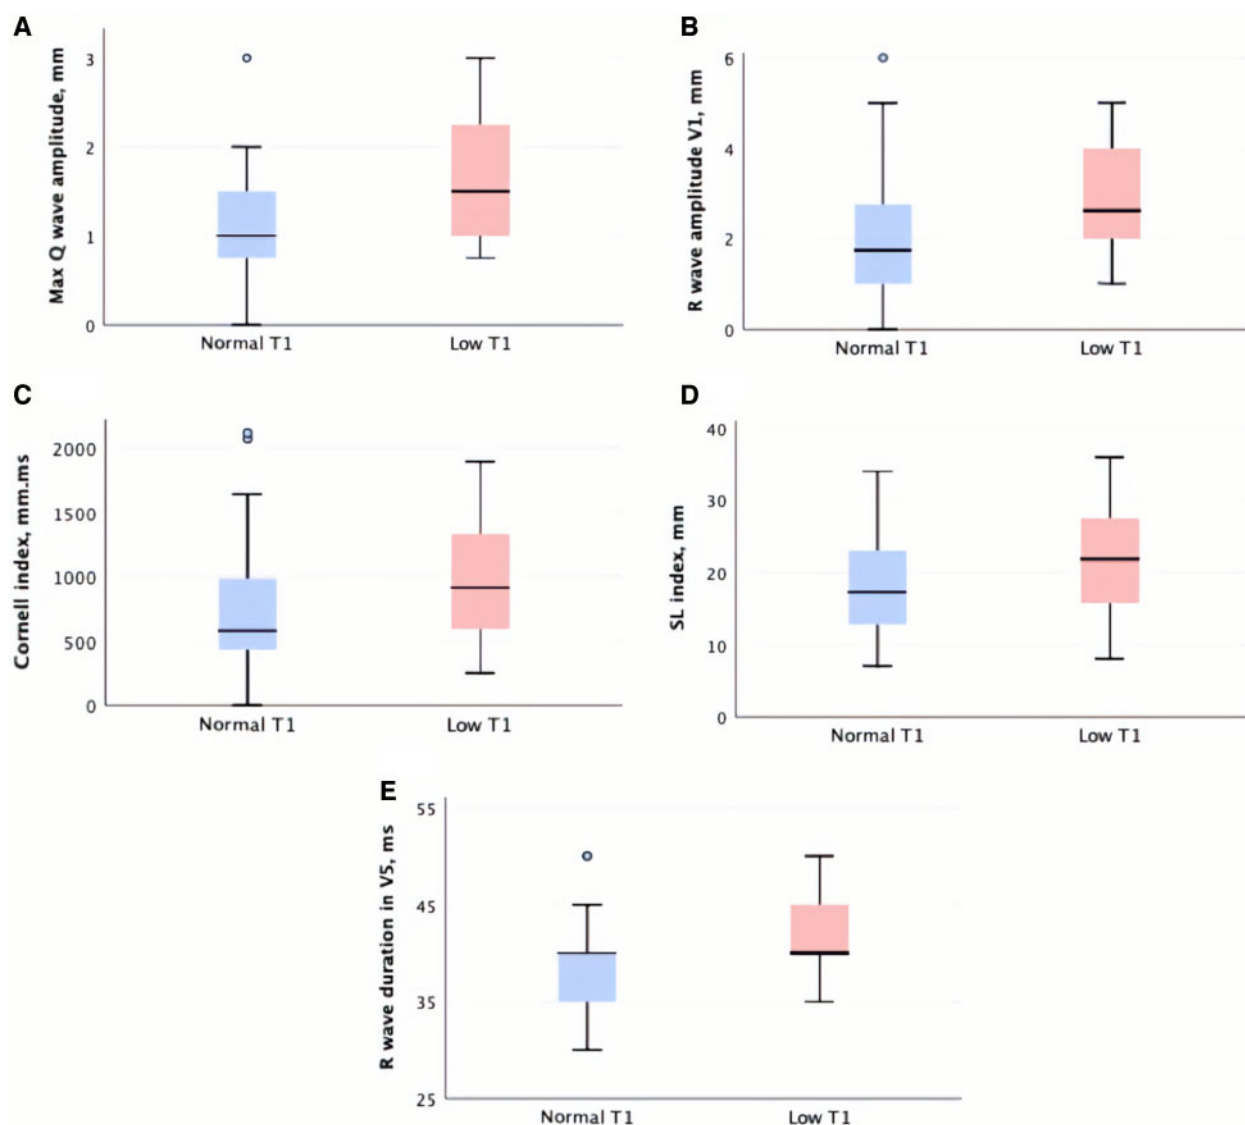 A
Max Q wave amplitude, mm
3
2
1
0
Normal T1
Low T1
B
R wave amplitude V1, mm
6
4
2
0
Normal T1
Low T1
C
Cornell index, mm.ms
2000
1500
1000
500
0
Normal T1
Low T1
D
SL index, mm
40
30
20
10
0
Normal T1
Low T1
E
R wave duration in V5, ms
55
45
35
25
Normal T1
Low T1